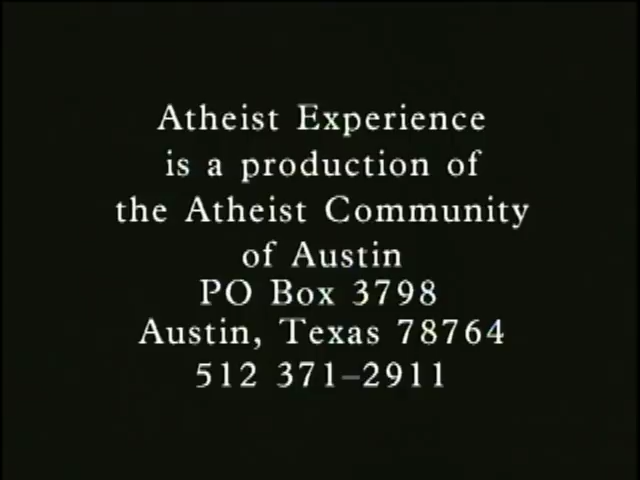 Atheist Experience
is a production of
the Atheist Community
of Austin
PO Box 3798
Austin, Texas 78764
512 371–2911